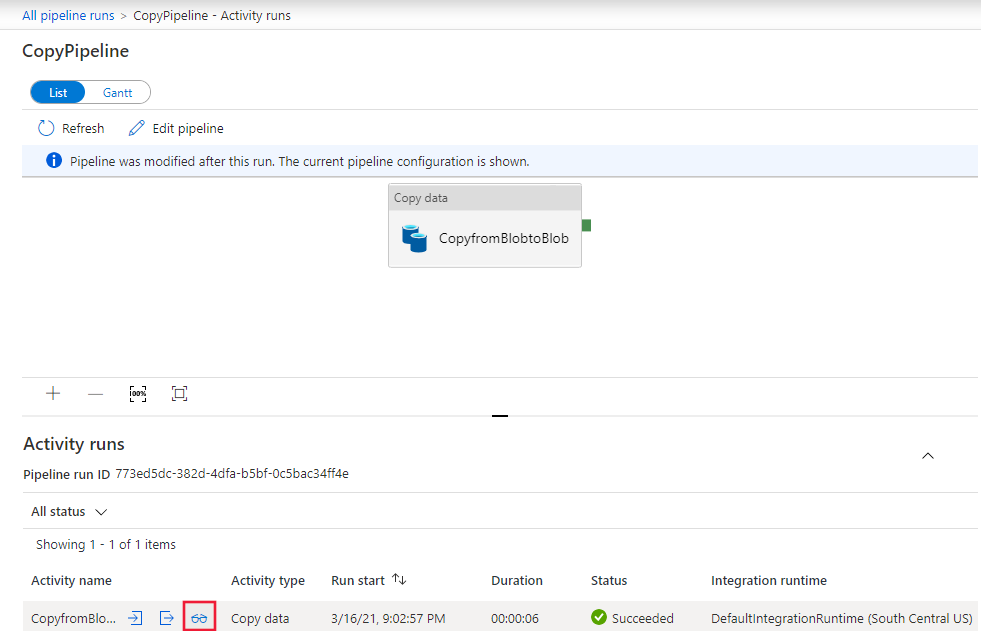 All pipeline runs > CopyPipeline - Activity runs
CopyPipeline
List Gantt
Refresh Edit pipeline
Pipeline was modified after this run. The current pipeline configuration is shown.
Copy data
CopyfromBlobtoBlob
100%
Activity runs
Pipeline run ID 773ed5dc-382d-4dfa-b5bf-0c5bac34ff4e
All status
Showing 1 - 1 of 1 items
Activity name Activity type Run start Duration Status Integration runtime
CopyfromBlo... Copy data 3/16/21, 9:02:57 PM 00:00:06 Succeeded DefaultIntegrationRuntime (South Central US)